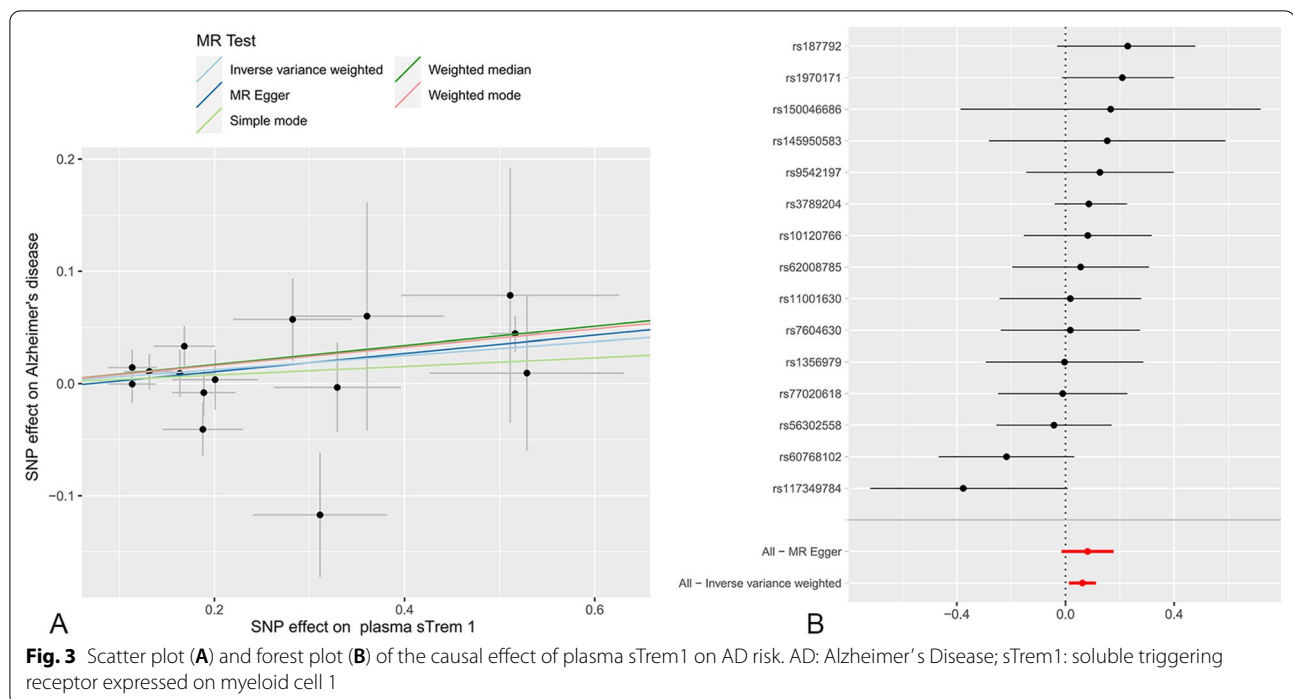 MR Test
Inverse variance weighted
Weighted median
MR Egger
Weighted mode
Simple mode
SNP effect on Alzheimer's disease
0.2
0.1
0.0
−0.1
0.2
0.4
0.6
SNP effect on plasma sTrem 1
A
rs187792
rs1970171
rs150046686
rs145950583
rs9542197
rs3789204
rs10120766
rs62008785
rs11001630
rs7604630
rs1356979
rs77020618
rs56302558
rs60768102
rs117349784
All − MR Egger
All − Inverse variance weighted
−0.4
0.0
0.4
B
Fig. 3 Scatter plot (A) and forest plot (B) of the causal effect of plasma sTrem1 on AD risk. AD: Alzheimer's Disease; sTrem1: soluble triggering
receptor expressed on myeloid cell 1